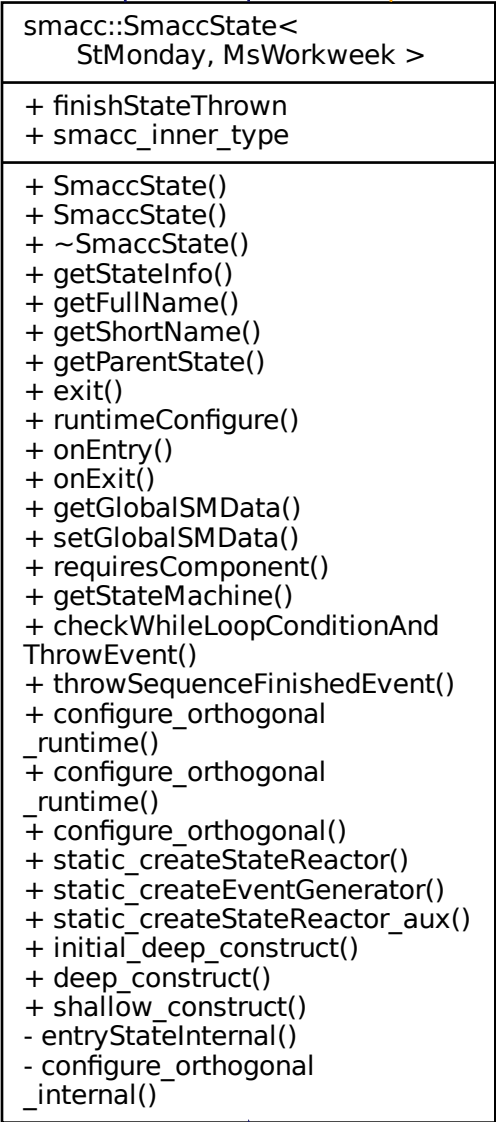 smacc::SmaccState<
StMonday, MsWorkweek >
+ finishStateThrown
+ smacc_inner_type
+ SmaccState()
+ SmaccState()
+ ~SmaccState()
+ getStateInfo()
+ getFullName()
+ getShortName()
+ getParentState()
+ exit()
+ runtimeConfigure()
+ onEntry()
+ onExit()
+ getGlobalSMData()
+ setGlobalSMData()
+ requiresComponent()
+ getStateMachine()
+ checkWhileLoopConditionAnd
ThrowEvent()
+ throwSequenceFinishedEvent()
+ configure_orthogonal
_runtime()
+ configure_orthogonal
_runtime()
+ configure_orthogonal()
+ static_createStateReactor()
+ static_createEventGenerator()
+ static_createStateReactor_aux()
+ initial_deep_construct()
+ deep_construct()
+ shallow_construct()
- entryStateInternal()
- configure_orthogonal
_internal()